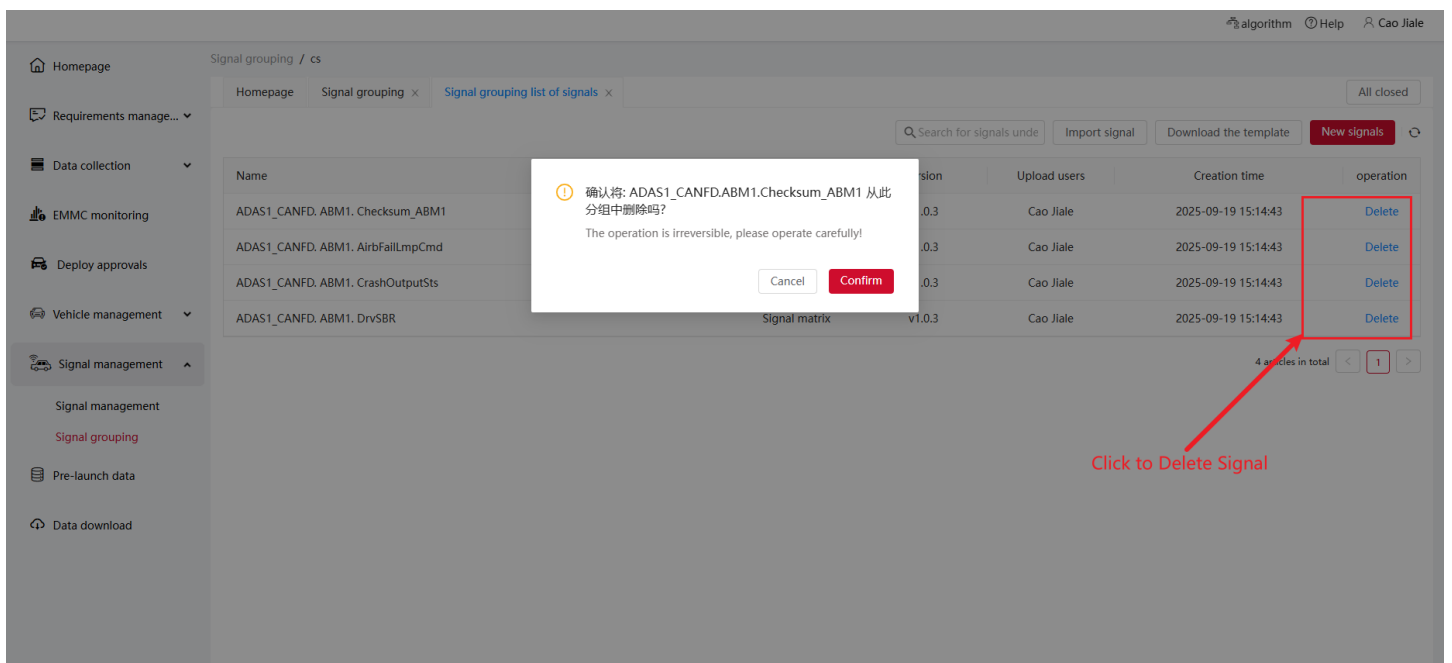 algorithm Help Cao Jiale
Homepage
Requirements manage...
Data collection
EMMC monitoring
Deploy approvals
Vehicle management
Signal management
Signal management
Signal grouping
Pre-launch data
Data download
Signal grouping / cs
Homepage Signal grouping x Signal grouping list of signals x All closed
Search for signals unde Import signal Download the template New signals
Name rsion Upload users Creation time operation
ADAS1_CANFD. ABM1. Checksum_ABM1 .0.3 Cao Jiale 2025-09-19 15:14:43 Delete
ADAS1_CANFD. ABM1. AirbFailLmpCmd .0.3 Cao Jiale 2025-09-19 15:14:43 Delete
ADAS1_CANFD. ABM1. CrashOutputSts .0.3 Cao Jiale 2025-09-19 15:14:43 Delete
ADAS1_CANFD. ABM1. DrvSBR Signal matrix v1.0.3 Cao Jiale 2025-09-19 15:14:43 Delete
4 articles in total < 1 >
确认将: ADAS1_CANFD.ABM1.Checksum_ABM1 从此
分组中删除吗?
The operation is irreversible, please operate carefully!
Cancel Confirm
Click to Delete Signal